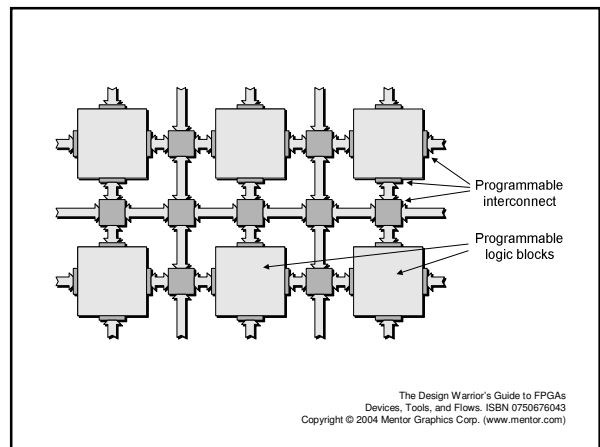 Programmable
interconnect
Programmable
logic blocks
The Design Warrior's Guide to FPGAs
Devices, Tools, and Flows. ISBN 0750676043
Copyright © 2004 Mentor Graphics Corp. (www.mentor.com)